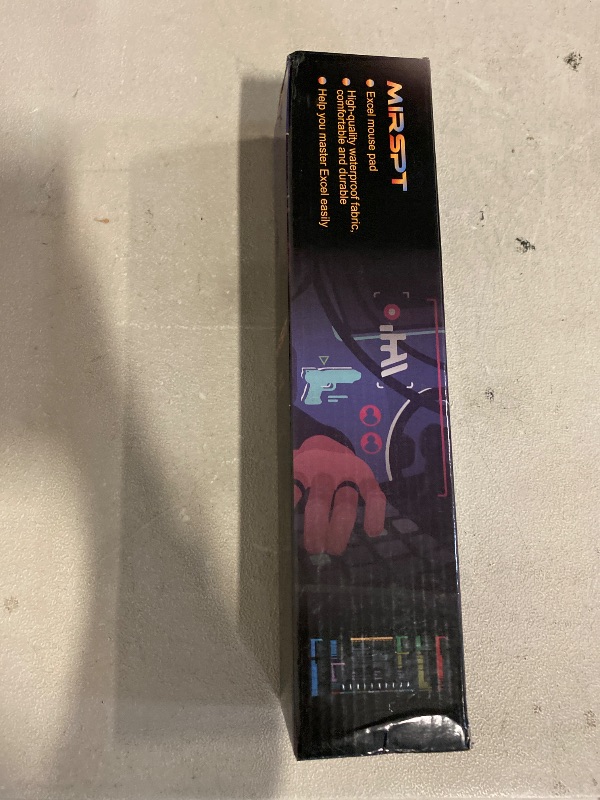 MIRSPT
Excel mouse pad
High-quality waterproof fabric,
comfortable and durable
Help you master Excel easily